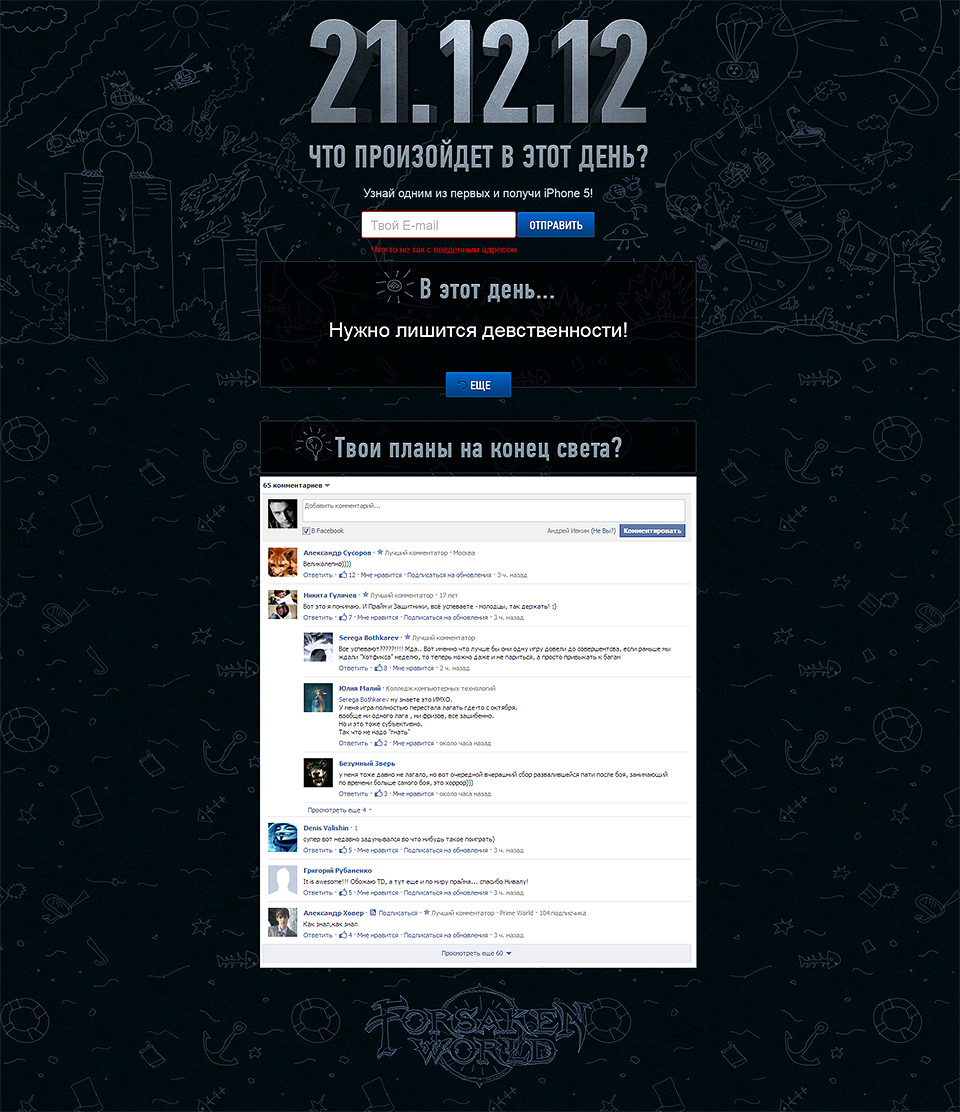 21.12.12
ЧТО ПРОИЗОЙДЕТ В ЭТОТ ДЕНЬ?
Узнай одним из первых и получи iPhone 5!
Твой E-mail
ОТПРАВИТЬ
Что-то не так с введенным адресом
В этот день...
Нужно лишится девственности!
ЕЩЕ
Твои планы на конец света?
65 комментариев
Добавить комментарий...
В Facebook
Андрей Ивкин (Не Вы?)
Комментировать
Александр Сусоров · Лучший комментатор · Москва
Великолепно))))
Ответить · 12 · Мне нравится · Подписаться на обновления · 3 ч. назад
Никита Гуличев · Лучший комментатор · 17 лет
Вот это я понимаю. И Прайм и Защитники, всё успеваете - молодцы, так держать! :)
Ответить · 7 · Мне нравится · Подписаться на обновления · 3 ч. назад
Serega Bothkarev · Лучший комментатор
Все успевают?????!!!! Мда.. Вот именно что лучше бы они одну игру довели до совершентсва, если раньше мы
ждали "Хотфикса" неделю, то теперь можно даже и не париться, а просто привыкать к багам
Ответить · 8 · Мне нравится · 2 ч. назад
Юлия Малий · Колледж компьютерных технологий
Serega Bothkarev ну знаете это ИМХО.
У меня игра полностью перестала лагать где-то с октября.
вообще ни одного лага , ни фризов, все зашибенно.
Но и это тоже субъективно.
Так что не надо "гнать"
Ответить · 2 · Мне нравится · около часа назад
Безумный Зверь
у меня тоже давно не лагало, но вот очередной вчерашний сбор развалившейся пати после боя, занимающий
по времени больше самого боя, это хоррор)))
Ответить · 3 · Мне нравится · около часа назад
Просмотреть еще 4
Denis Valishin · 1
супер вот недавно задумывался во что нибудь такое поиграть)
Ответить · 5 · Мне нравится · Подписаться на обновления · 3 ч. назад
Григорий Рубаненко
It is awesome!!! Обожаю TD, а тут еще и по миру прайма... спасибо Нивалу!
Ответить · 5 · Мне нравится · Подписаться на обновления · 3 ч. назад
Александр Ховер · Подписаться · Лучший комментатор · Prime World · 104 подписчика
Как знал,как знал
Ответить · 4 · Мне нравится · Подписаться на обновления · 3 ч. назад
Просмотреть еще 60
FORSAKEN
WORLD